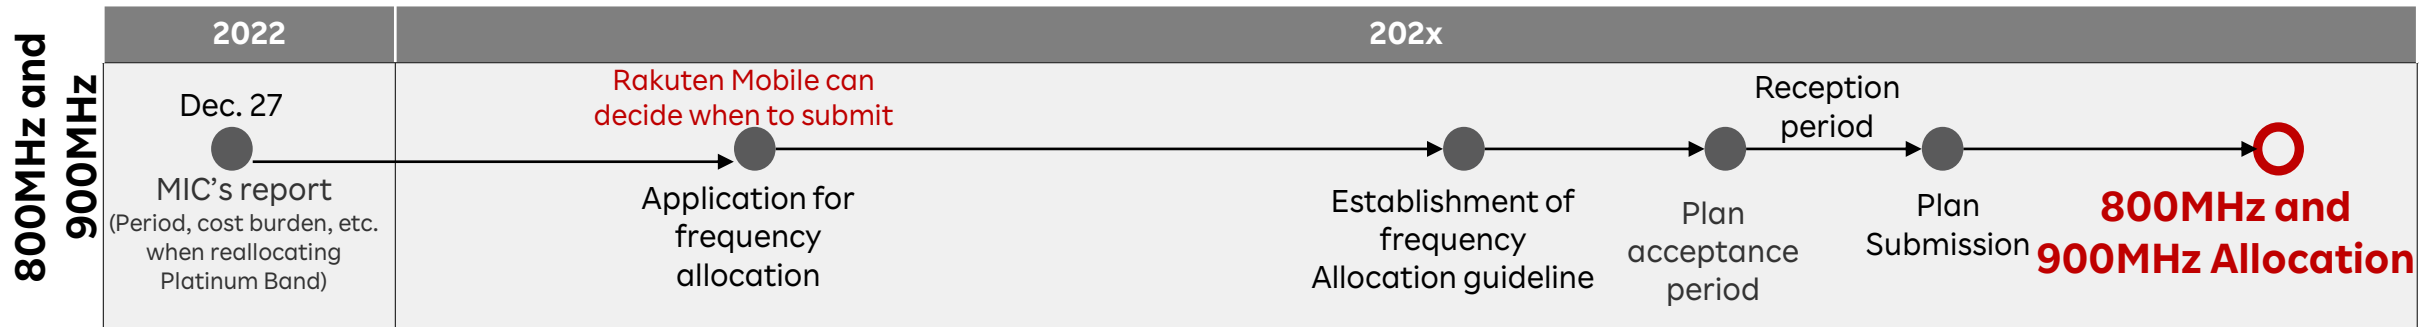 2022
202x
800MHz and
900MHz
Dec. 27
MIC’s report
(Period, cost burden, etc.
when reallocating
Platinum Band)
Rakuten Mobile can
decide when to submit
Application for
frequency
allocation
Establishment of
frequency
Allocation guideline
Plan
acceptance
period
Reception
period
Plan
Submission
800MHz and
900MHz Allocation